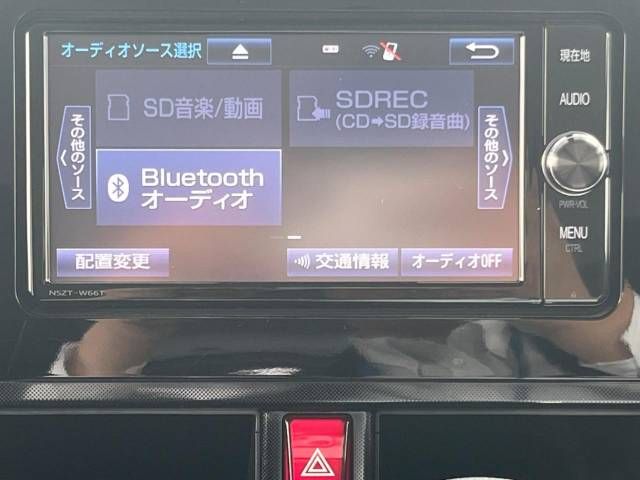 オーディオソース選択
現在地
SD音楽/動画
SDREC
(CD➡SD録音曲)
AUDIO
その他のソース
その他のソース
Bluetooth
オーディオ
PWR•VOL
MENU
CTRL
配置変更
交通情報
オーディオOFF
NSZT-W66T